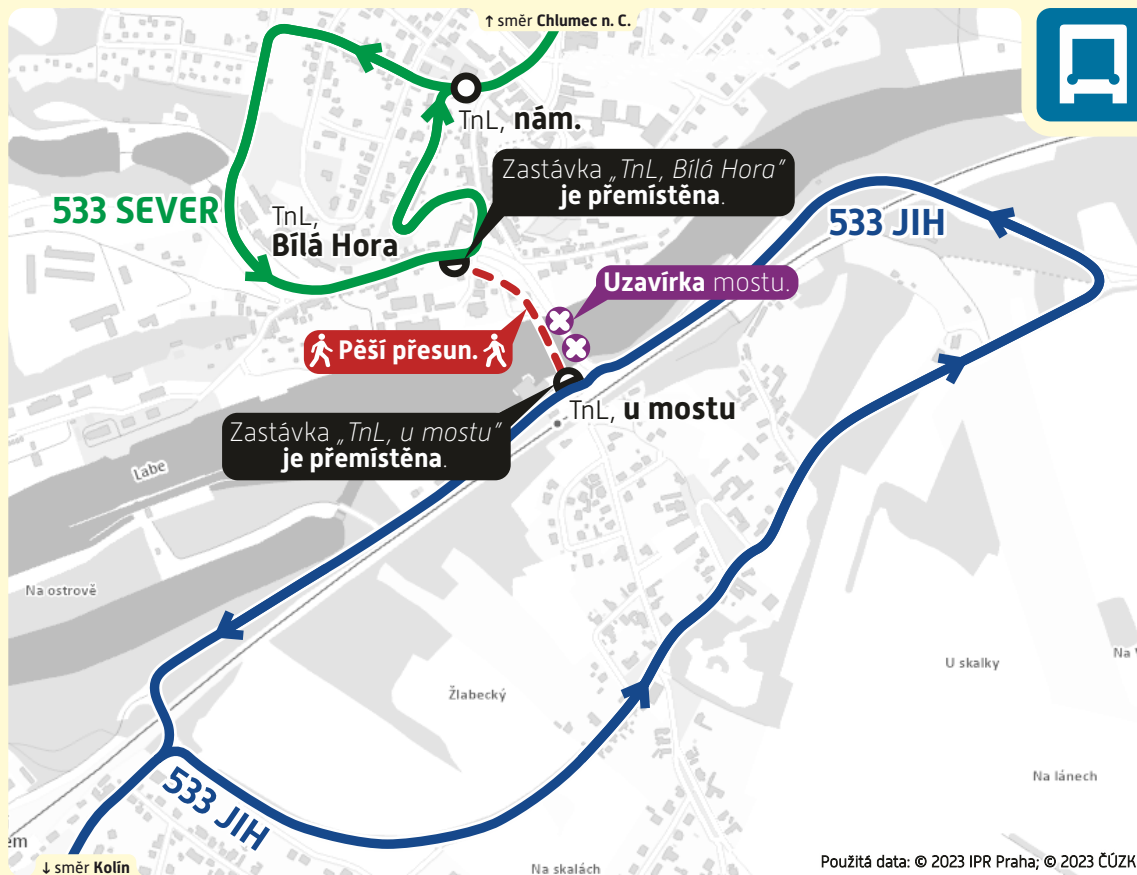 ↑ směr Chlumec n. C.
TnL, nám.
Zastávka „TnL, Bílá Hora"
je přemístěna.
533 SEVER
TnL,
Bílá Hora
533 JIH
Uzavírka mostu.
Pěší přesun.
TnL, u mostu
Zastávka „TnL, u mostu"
je přemístěna.
Labe
Na ostrově
U skalky
Žlabecký
Na lánech
533 JIH
Na skalách
↓ směr Kolín
Použitá data: © 2023 IPR Praha; © 2023 ČÚZK